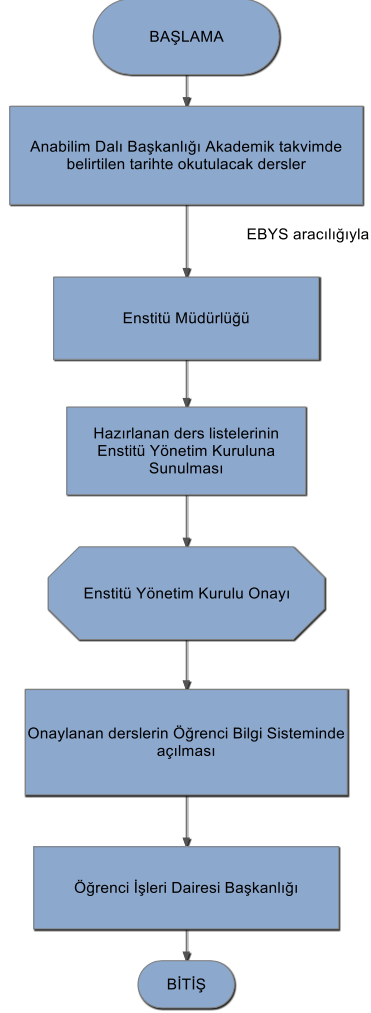 BAŞLAMA
Anabilim Dalı Başkanlığı Akademik takvimde
belirtilen tarihte okutulacak dersler
EBYS aracılığıyla
Enstitü Müdürlüğü
Hazırlanan ders listelerinin
Enstitü Yönetim Kuruluna
Sunulması
Enstitü Yönetim Kurulu Onayı
Onaylanan derslerin Öğrenci Bilgi Sisteminde
açılması
Öğrenci İşleri Dairesi Başkanlığı
BİTİŞ